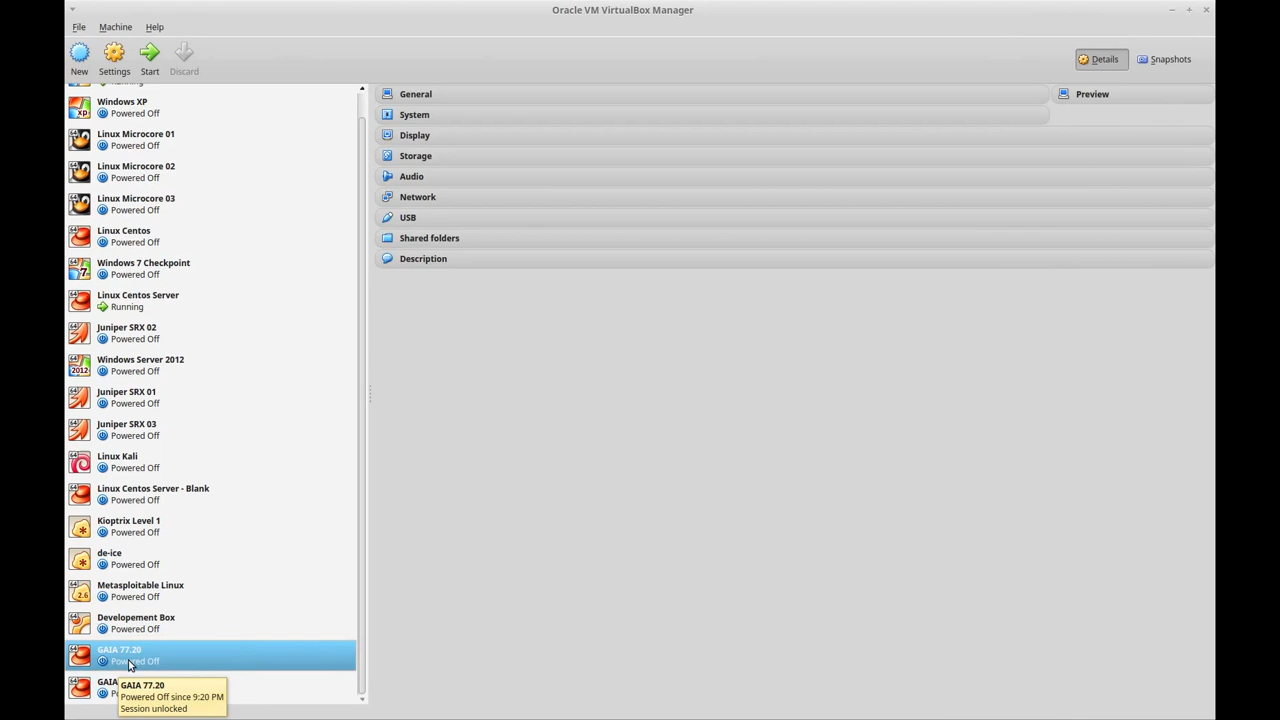 Oracle VM VirtualBox Manager
File Machine Help
New Settings Start Discard
Details Snapshots
Running
Windows XP
Powered Off
Linux Microcore 01
Powered Off
Linux Microcore 02
Powered Off
Linux Microcore 03
Powered Off
Linux Centos
Powered Off
Windows 7 Checkpoint
Powered Off
Linux Centos Server
Running
Juniper SRX 02
Powered Off
Windows Server 2012
Powered Off
Juniper SRX 01
Powered Off
Juniper SRX 03
Powered Off
Linux Kali
Powered Off
Linux Centos Server - Blank
Powered Off
Kioptrix Level 1
Powered Off
de-ice
Powered Off
Metasploitable Linux
Powered Off
Developement Box
Powered Off
GAIA 77.20
Powered Off
GAIA
GAIA 77.20
Powered Off since 9:20 PM
Session unlocked
General
System
Display
Storage
Audio
Network
USB
Shared folders
Description
Preview